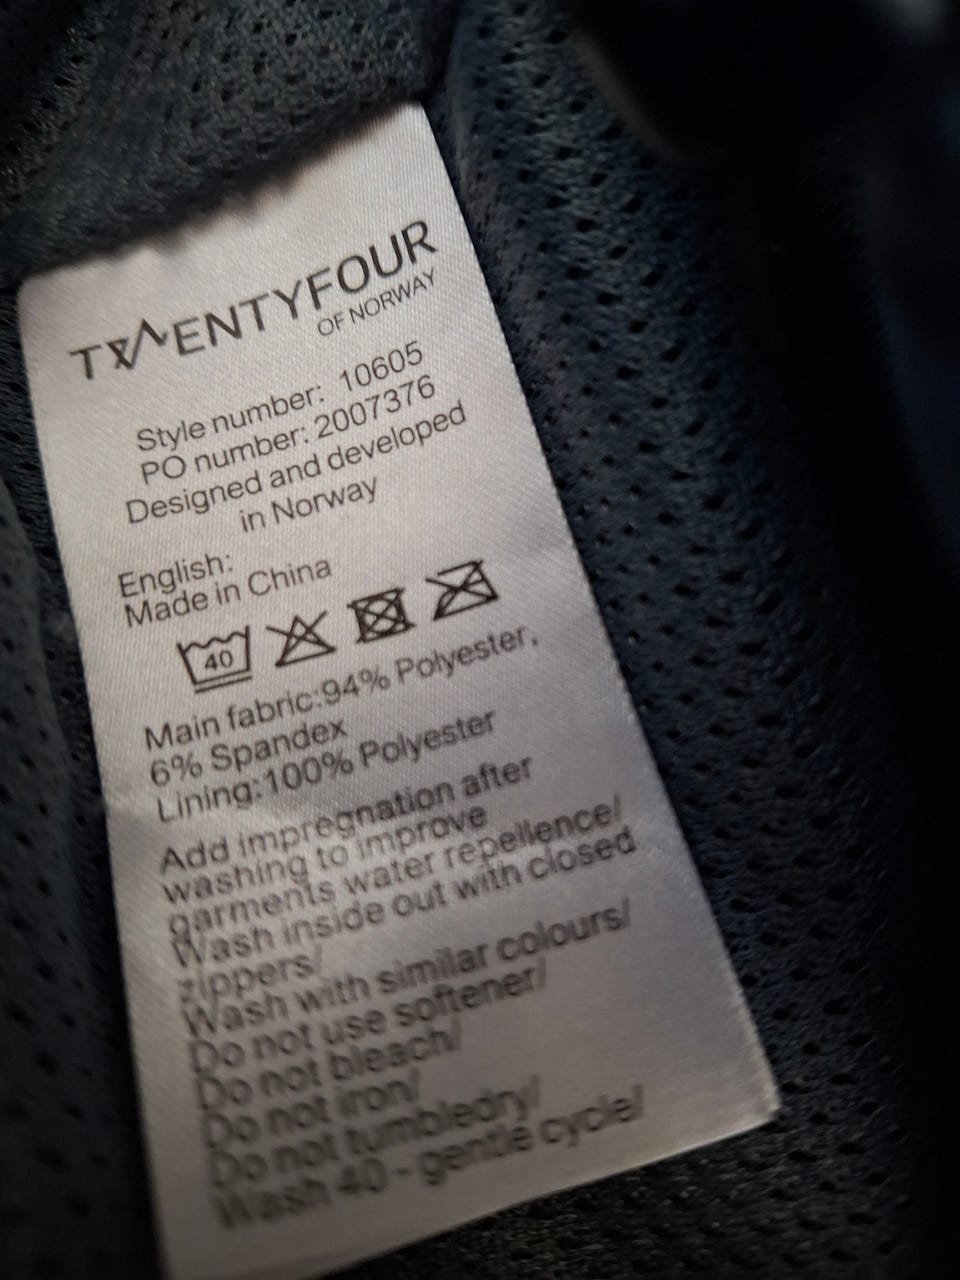 TWENTYFOUR
OF NORWAY
Style number: 10605
PO number: 2007376
Designed and developed
in Norway
English:
Made in China
40
Main fabric:94% Polyester,
6% Spandex
Lining:100% Polyester
Add impregnation after
washing to improve
garments water repellence/
Wash inside out with closed
zippers/
Wash with similar colours/
Do not use softener/
Do not bleach/
Do not iron/
Do not tumbledry/
Wash 40 - gentle cycle/